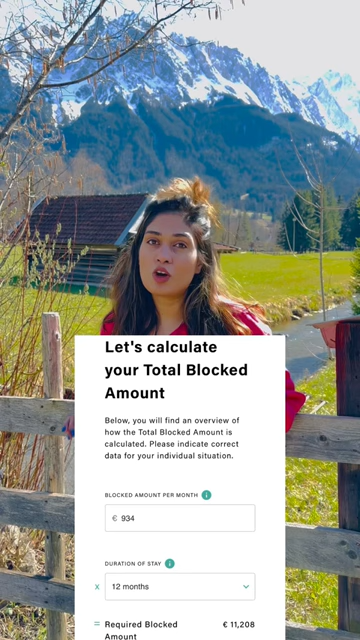 Let's calculate
your Total Blocked
Amount
Below, you will find an overview of
how the Total Blocked Amount is
calculated. Please indicate correct
data for your individual situation.
BLOCKED AMOUNT PER MONTH i
€ 934
DURATION OF STAY i
x 12 months
= Required Blocked € 11,208
Amount